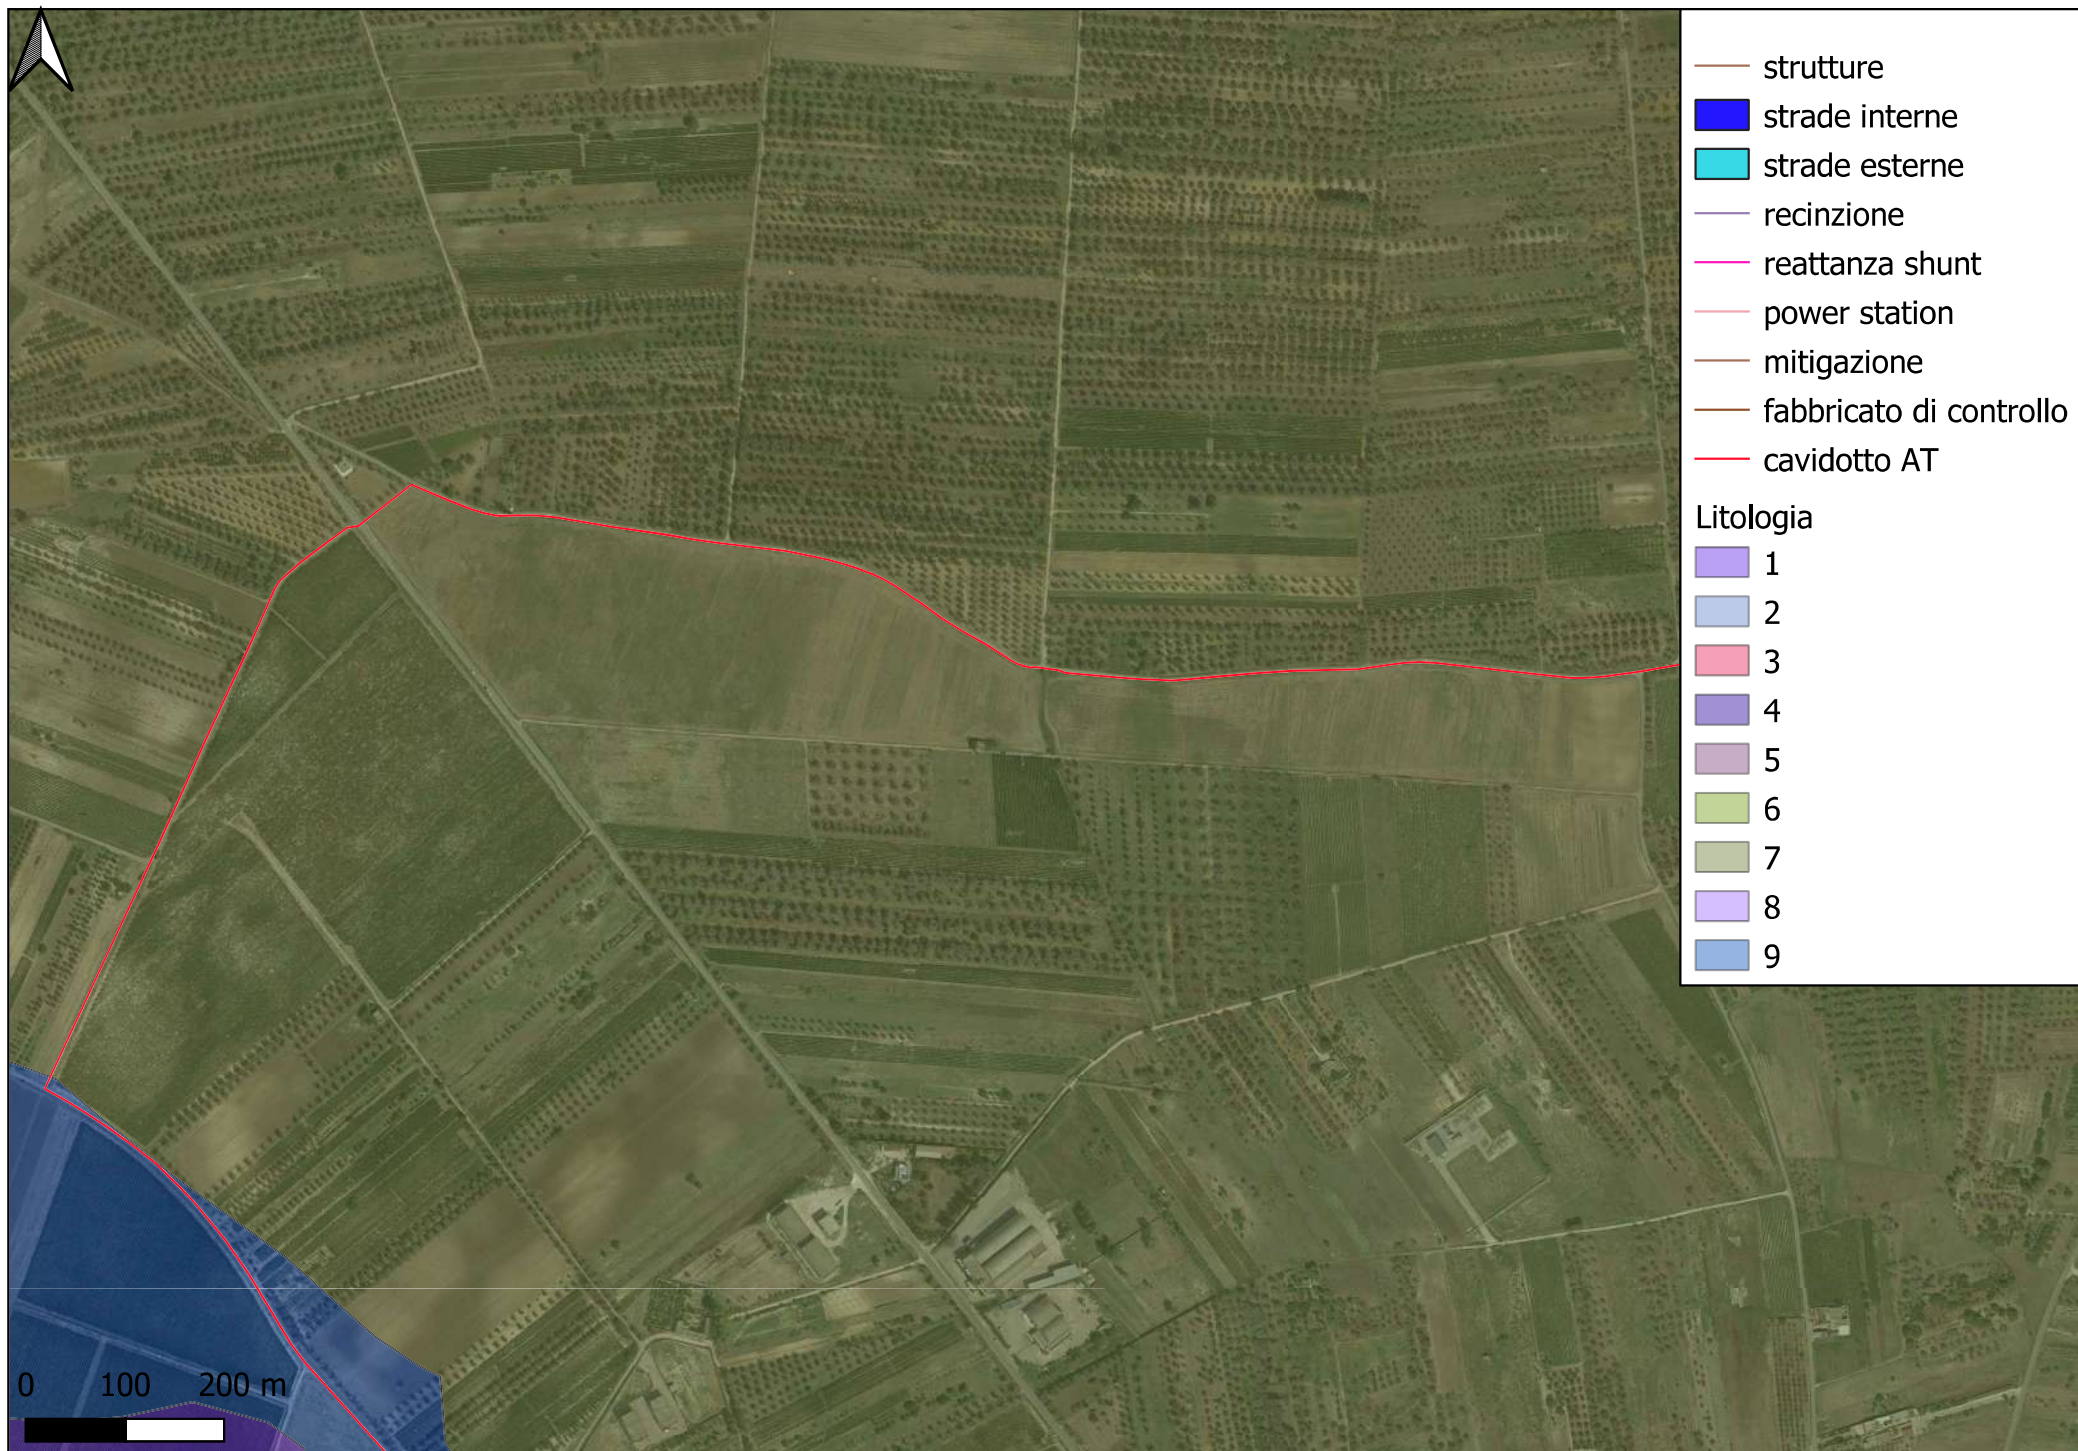 strutture
strade interne
strade esterne
recinzione
reattanza shunt
power station
mitigazione
fabbricato di controllo
cavidotto AT
Litologia
1
2
3
4
5
6
7
8
9
0 100 200 m